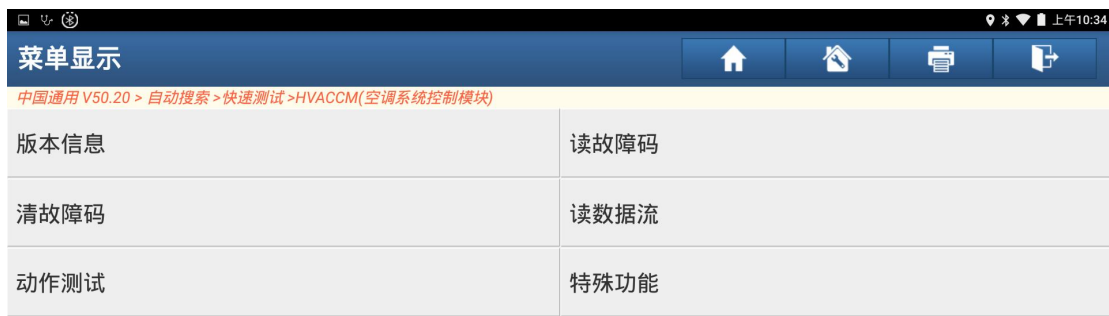 上午10:34
菜单显示
中国通用 V50.20 > 自动搜索 >快速测试 >HVACCM(空调系统控制模块)
版本信息
读故障码
清故障码
读数据流
动作测试
特殊功能